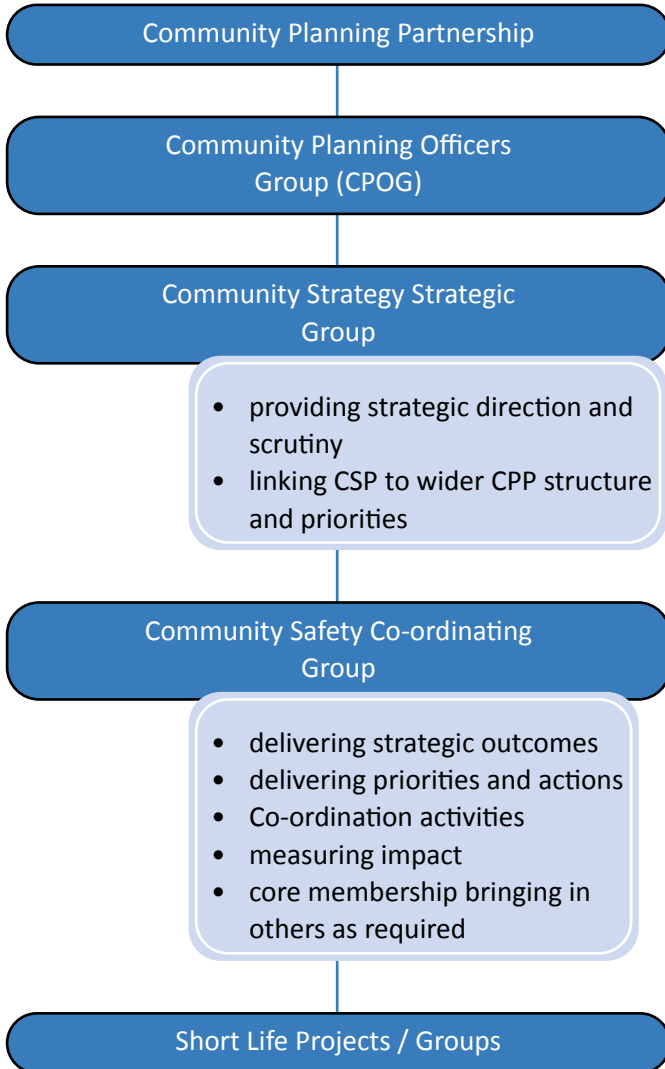 Community Planning Partnership
Community Planning Officers
Group (CPOG)
Community Strategy Strategic
Group
• providing strategic direction and
scrutiny
• linking CSP to wider CPP structure
and priorities
Community Safety Co-ordinating
Group
• delivering strategic outcomes
• delivering priorities and actions
• Co-ordination activities
• measuring impact
• core membership bringing in
others as required
Short Life Projects / Groups